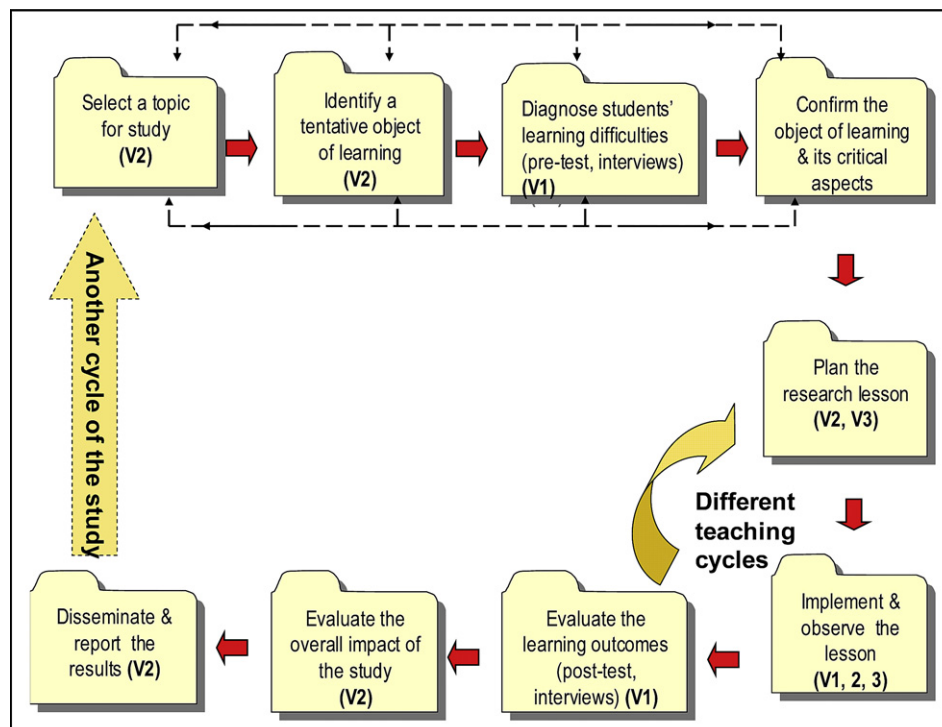 Select a topic
for study
(V2)
Identify a
tentative object
of learning
(V2)
Diagnose students'
learning difficulties
(pre-test, interviews)
(V1)
Confirm the
object of learning
& its critical
aspects
Plan the
research lesson
(V2, V3)
Different
teaching
cycles
Implement &
observe the
lesson
(V1, 2, 3)
Evaluate the
learning outcomes
(post-test,
interviews) (V1)
Evaluate the
overall impact of
the study
(V2)
Disseminate &
report the
results (V2)
Another cycle of the study